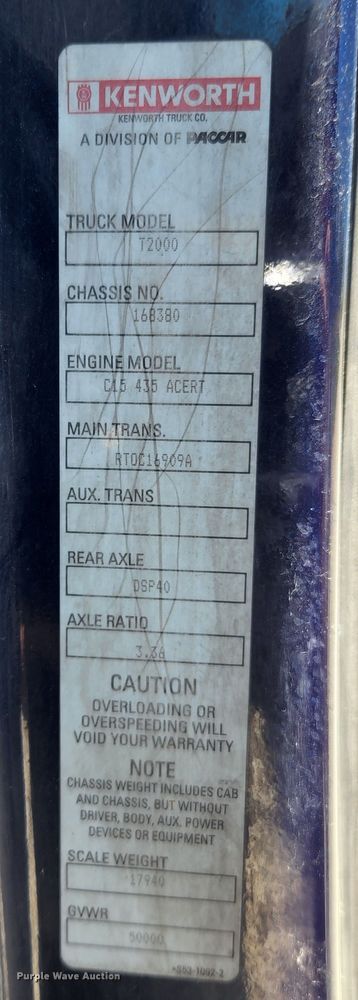 KENWORTH
KENWORTH TRUCK CO.
A DIVISION OF PACCAR
TRUCK MODEL
T2000
CHASSIS NO.
168380
ENGINE MODEL
C15 435 ACERT
MAIN TRANS.
RTOC16909A
AUX. TRANS
REAR AXLE
DSP40
AXLE RATIO
3.36
CAUTION
OVERLOADING OR
OVERSPEEDING WILL
VOID YOUR WARRANTY
NOTE
CHASSIS WEIGHT INCLUDES CAB
AND CHASSIS, BUT WITHOUT
DRIVER, BODY, AUX. POWER
DEVICES OR EQUIPMENT
SCALE WEIGHT
17940
GVWR
50000
Purple Wave Auction